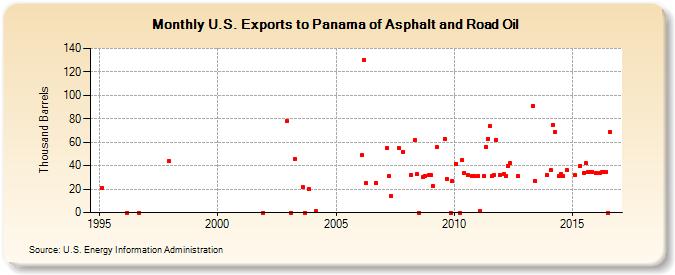 Monthly U.S. Exports to Panama of Asphalt and Road Oil
Thousand Barrels
140
120
100
80
60
40
20
0
1995 2000 2005 2010 2015
Source: U.S. Energy Information Administration